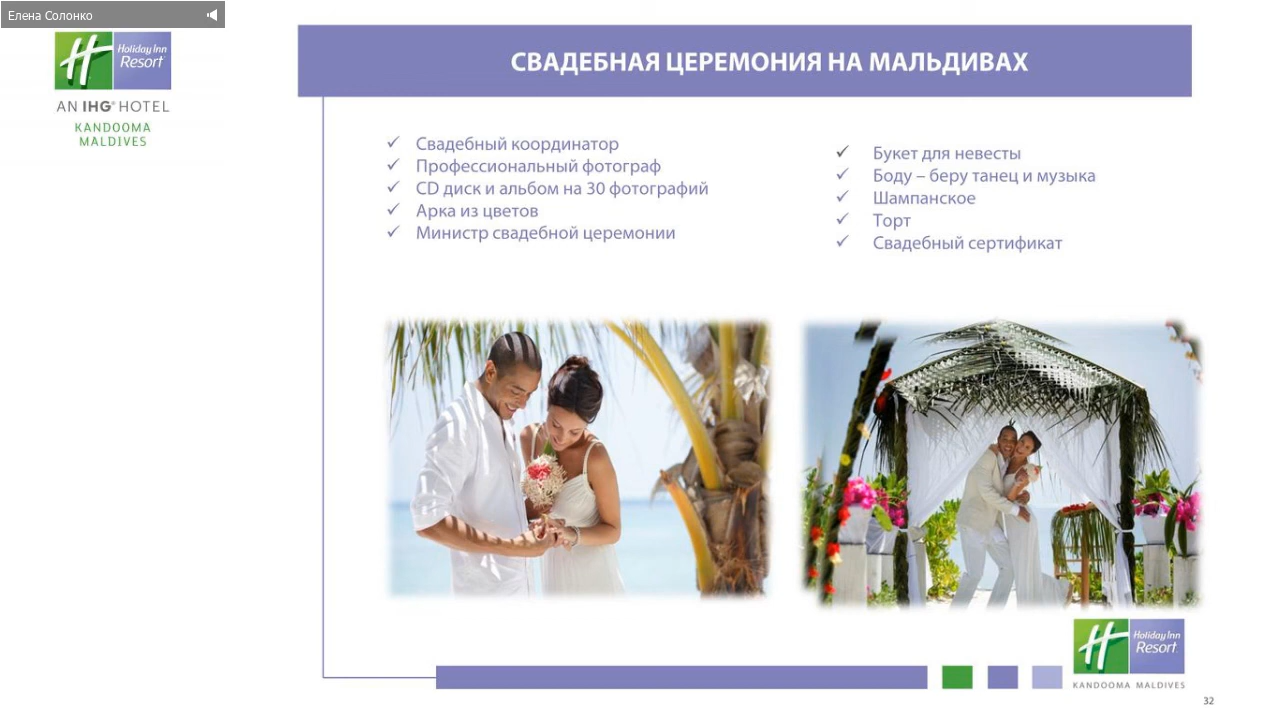 Елена Солонко
Holiday Inn
Resort
AN IHG® HOTEL
KANDOOMA
MALDIVES
СВАДЕБНАЯ ЦЕРЕМОНИЯ НА МАЛЬДИВАХ
Свадебный координатор
Профессиональный фотограф
CD диск и альбом на 30 фотографий
Арка из цветов
Министр свадебной церемонии
Букет для невесты
Боду – беру танец и музыка
Шампанское
Торт
Свадебный сертификат
Holiday Inn
Resort
KANDOOMA MALDIVES
32